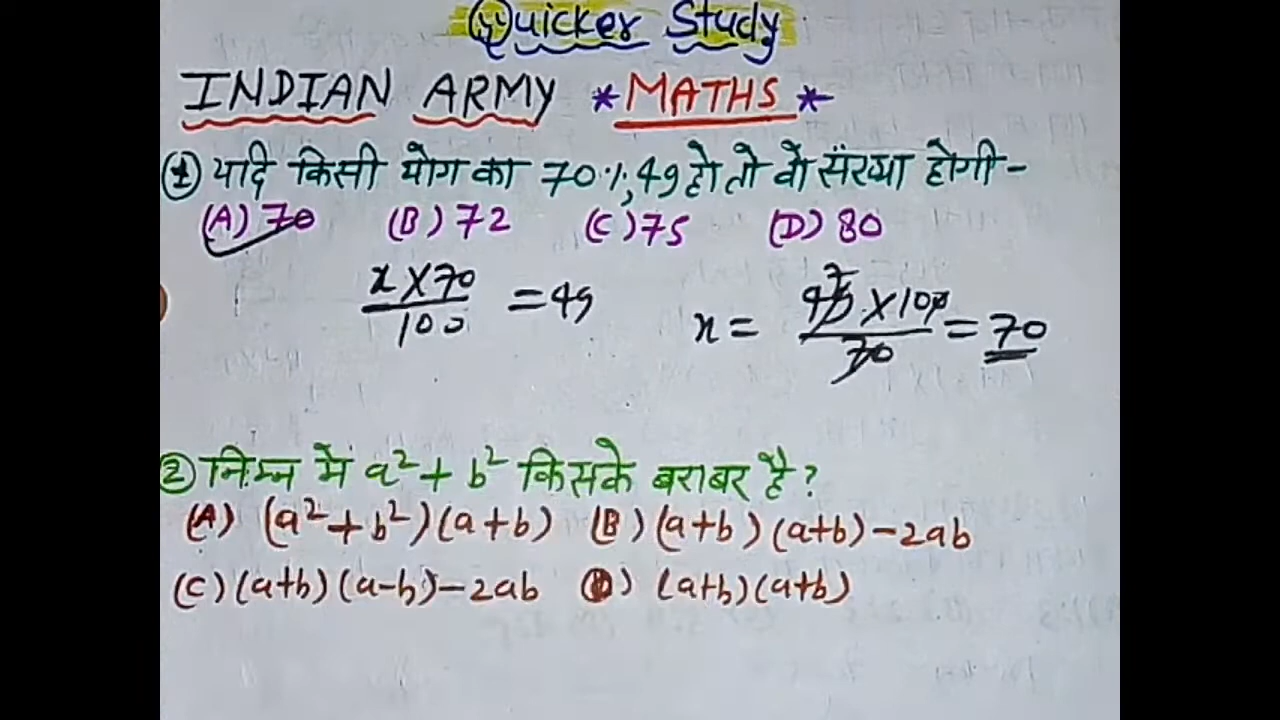 Quicker Study
INDIAN ARMY *MATHS*
① यदि किसी योग का 70%, 49 हो तो वो संख्या होगी-
(A) 70 (B) 72 (C) 75 (D) 80
x × 70 / 100 = 49
x = 49 7 × 100 / 70 = 70
② निम्न में a² + b² किसके बराबर है?
(A) (a² + b²) (a + b) (B) (a + b) (a + b) - 2ab
(C) (a + b) (a - b) - 2ab (D) (a + b) (a + b)